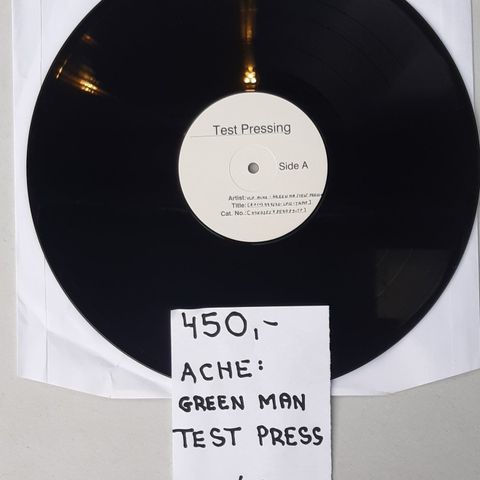 Test Pressing
Side A
Artist:
Title:
Cat. No.:
450,-
ACHE:
GREEN MAN
TEST PRESS